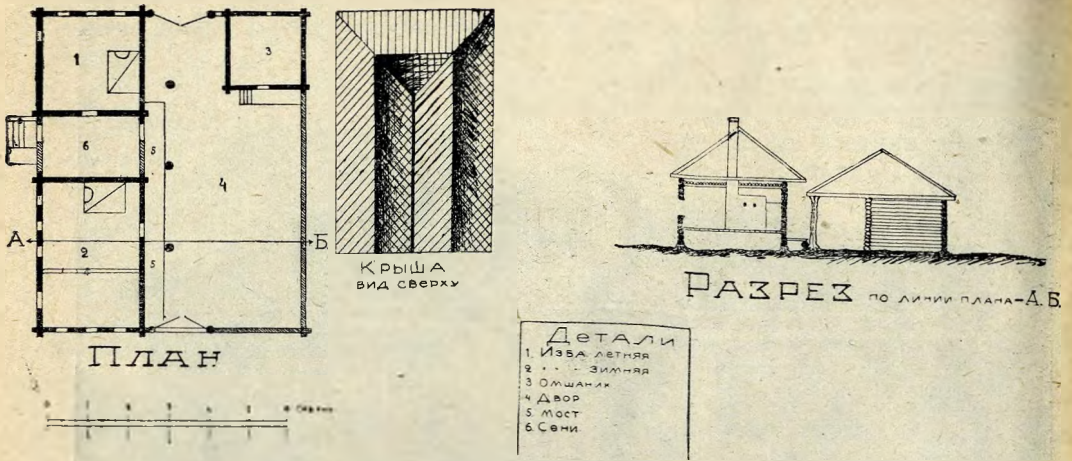 1
3
6
5
4
А
Б
2
5
План
Крыша
вид сверху
Разрез по линии плана-А.Б.
Детали
1. Изба летняя
2 · · - зимняя
3 Омшаник
4 Двор
5. Мост
6. Сени